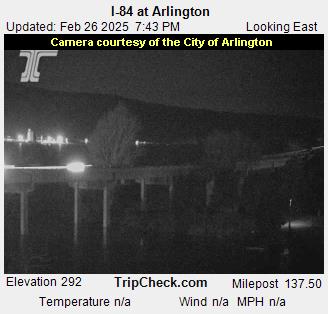 I-84 at Arlington
Updated: Feb 26 2025 7:43 PM Looking East
Camera courtesy of the City of Arlington
Elevation 292 TripCheck.com Milepost 137.50
Temperature n/a Wind n/a MPH n/a